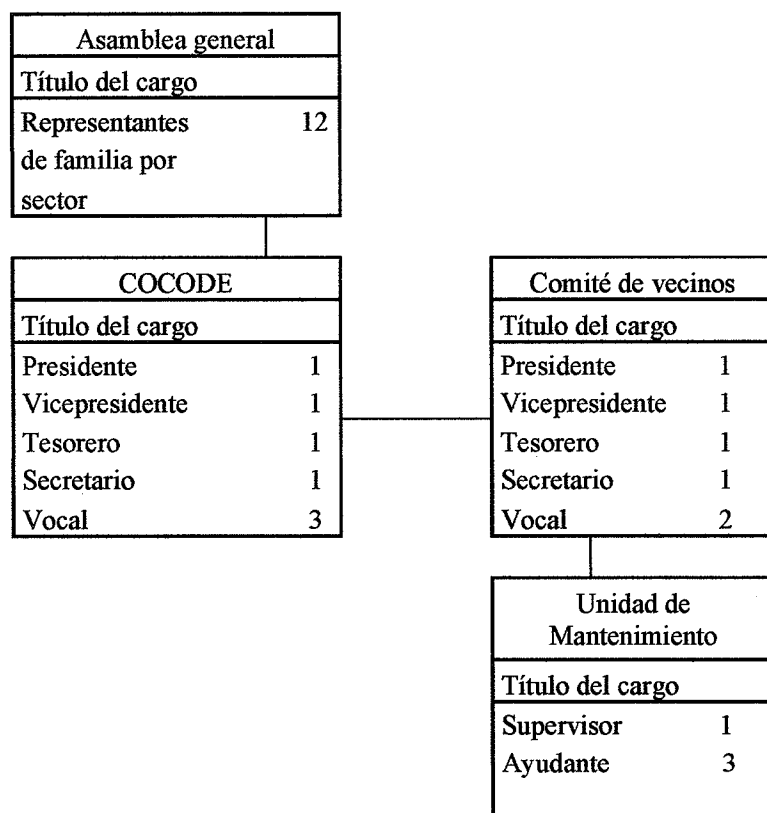 Asamblea general
Título del cargo
Representantes 12
de familia por
sector
COCODE
Título del cargo
Presidente 1
Vicepresidente 1
Tesorero 1
Secretario 1
Vocal 3
Comité de vecinos
Título del cargo
Presidente 1
Vicepresidente 1
Tesorero 1
Secretario 1
Vocal 2
Unidad de
Mantenimiento
Título del cargo
Supervisor 1
Ayudante 3